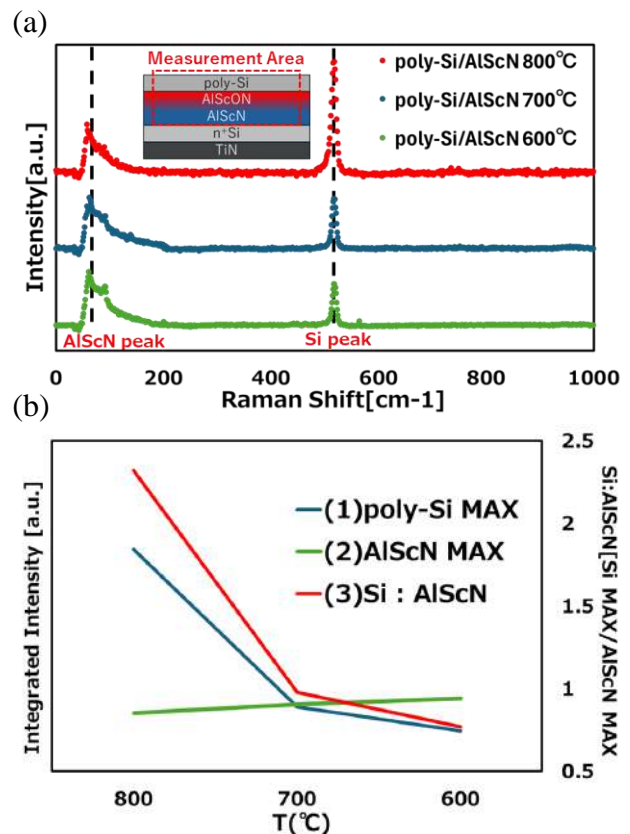 (a)
Measurement Area
poly-Si
AlScON
AlScN
n⁺Si
TiN
poly-Si/AlScN 800℃
poly-Si/AlScN 700℃
poly-Si/AlScN 600℃
Intensity[a.u.]
AlScN peak
Si peak
0 200 400 600 800 1000
Raman Shift[cm-1]
(b)
Integrated Intensity [a.u.]
(1)poly-Si MAX
(2)AlScN MAX
(3)Si : AlScN
2.5
2
1.5
1
0.5
Si:AlScN[Si MAX/AlScN MAX
800 700 600
T(℃)